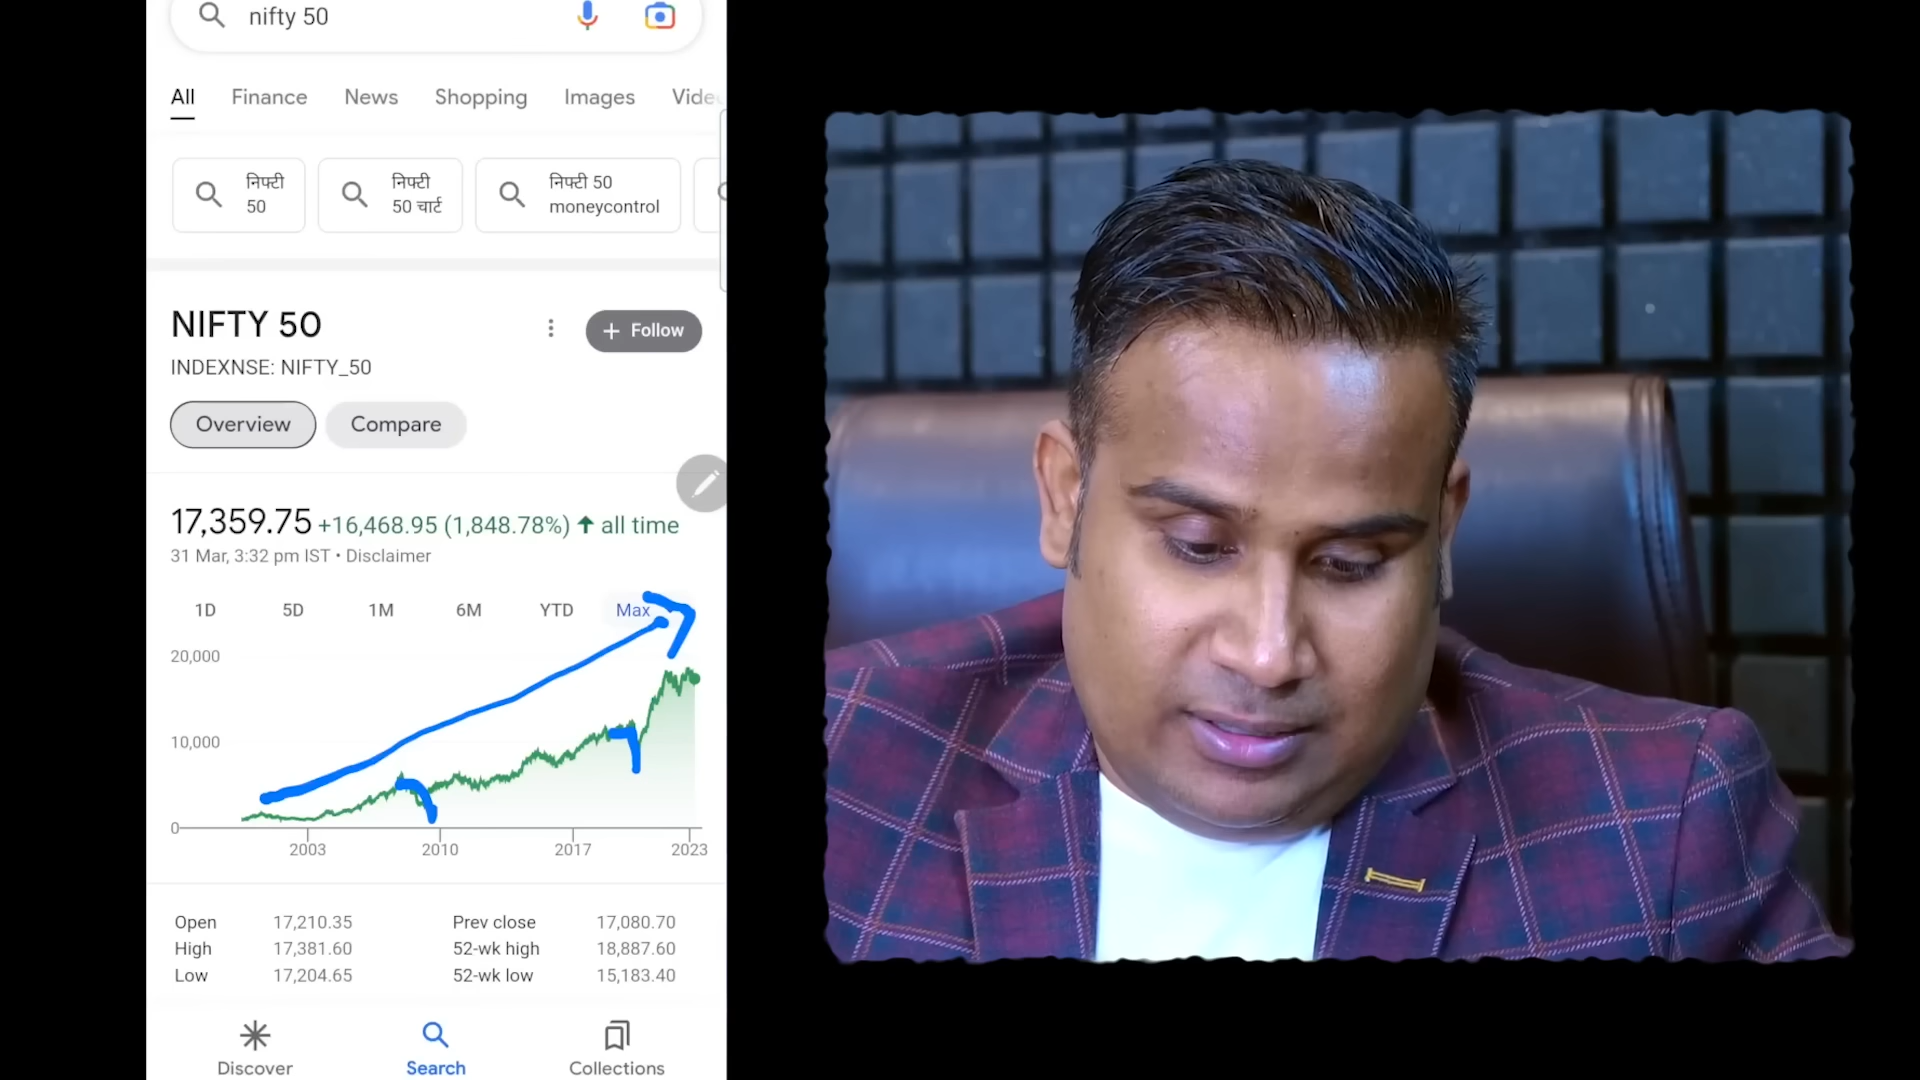 nifty 50
All Finance News Shopping Images
निफ्टी 50
निफ्टी 50 चार्ट
निफ्टी 50 moneycontrol
NIFTY 50
+ Follow
INDEXNSE: NIFTY_50
Overview Compare
17,359.75 +16,468.95 (1,848.78%) ↑ all time
31 Mar, 3:32 pm IST • Disclaimer
1D 5D 1M 6M YTD Max
20,000
10,000
0
2003 2010 2017 2023
Open 17,210.35 Prev close 17,080.70
High 17,381.60 52-wk high 18,887.60
Low 17,204.65 52-wk low 15,183.40
Discover Search Collections